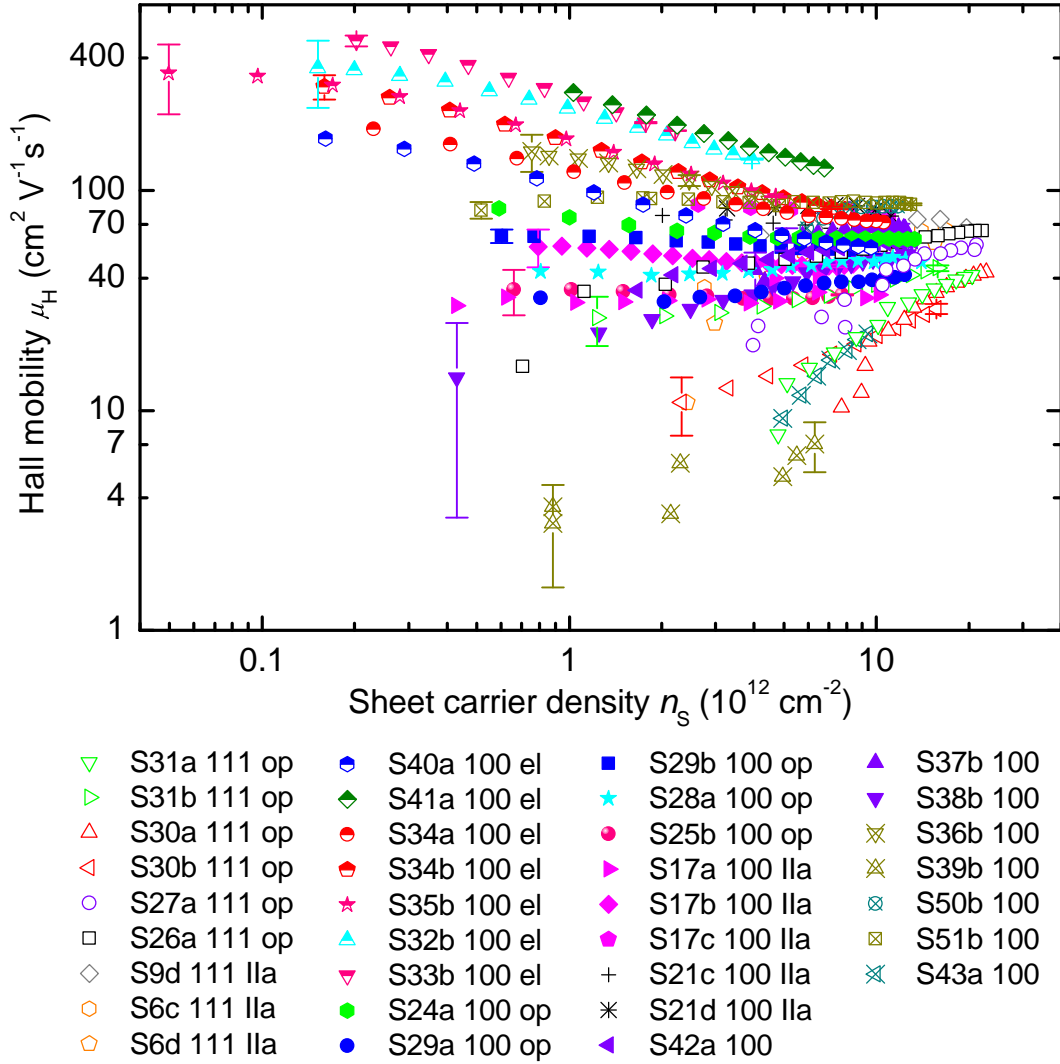 400
100
70
40
10
7
4
1
Hall mobility μH (cm² V⁻¹s⁻¹)
0.1 1 10
Sheet carrier density nS (10¹² cm⁻²)
S31a 111 op S40a 100 el S29b 100 op S37b 100
S31b 111 op S41a 100 el S28a 100 op S38b 100
S30a 111 op S34a 100 el S25b 100 op S36b 100
S30b 111 op S34b 100 el S17a 100 IIa S39b 100
S27a 111 op S35b 100 el S17b 100 IIa S50b 100
S26a 111 op S32b 100 el S17c 100 IIa S51b 100
S9d 111 IIa S33b 100 el S21c 100 IIa S43a 100
S6c 111 IIa S24a 100 op S21d 100 IIa
S6d 111 IIa S29a 100 op S42a 100